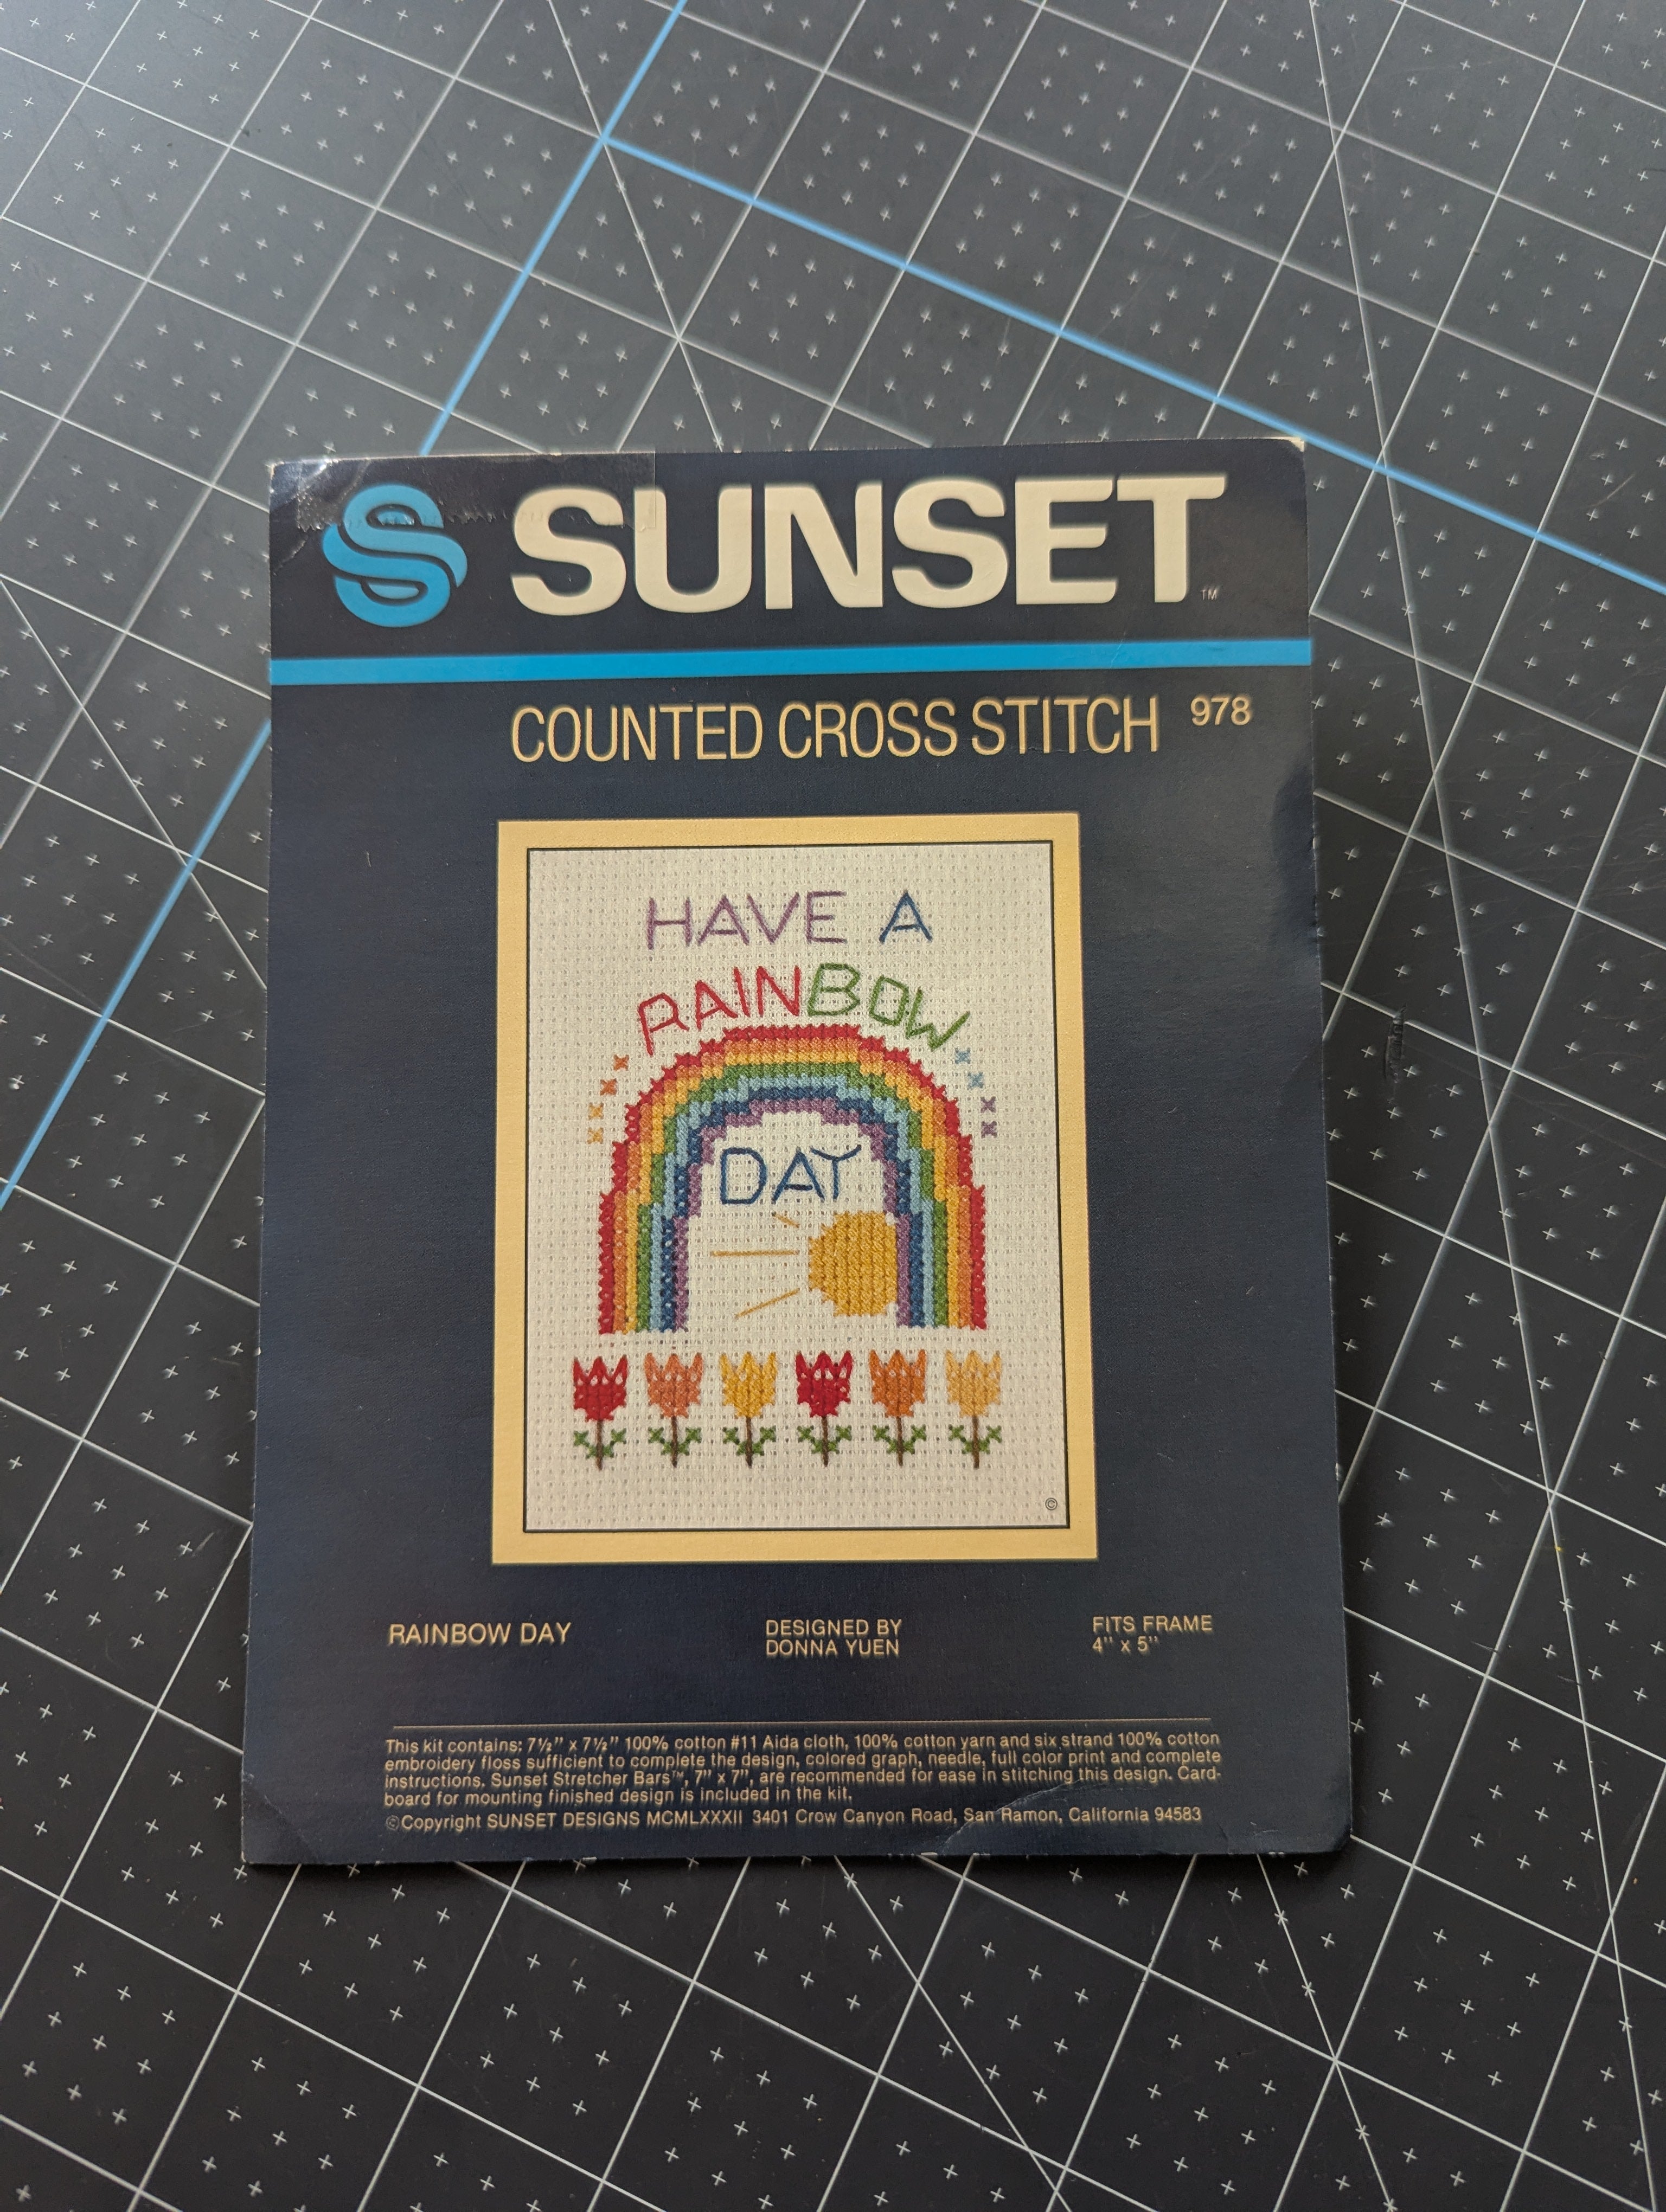 SUNSET™
COUNTED CROSS STITCH 978
HAVE A
RAINBOW
DAY
©
RAINBOW DAY
DESIGNED BY
DONNA YUEN
FITS FRAME
4" x 5"
This kit contains: 7½" x 7½" 100% cotton #11 Aida cloth, 100% cotton yarn and six strand 100% cotton
embroidery floss sufficient to complete the design, colored graph, needle, full color print and complete
instructions. Sunset Stretcher Bars™, 7" x 7", are recommended for ease in stitching this design. Card-
board for mounting finished design is included in the kit.
©Copyright SUNSET DESIGNS MCMLXXXII 3401 Crow Canyon Road, San Ramon, California 94583